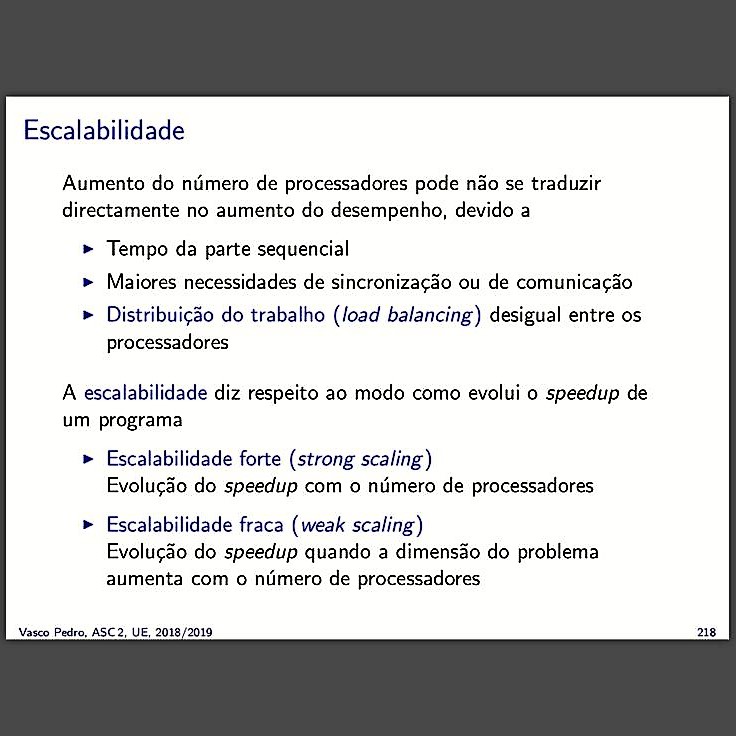 Escalabilidade
Aumento do número de processadores pode não se traduzir
directamente no aumento do desempenho, devido a
► Tempo da parte sequencial
► Maiores necessidades de sincronização ou de comunicação
► Distribuição do trabalho (load balancing) desigual entre os
processadores
A escalabilidade diz respeito ao modo como evolui o speedup de
um programa
► Escalabilidade forte (strong scaling)
Evolução do speedup com o número de processadores
► Escalabilidade fraca (weak scaling)
Evolução do speedup quando a dimensão do problema
aumenta com o número de processadores
Vasco Pedro, ASC 2, UE, 2018/2019
218